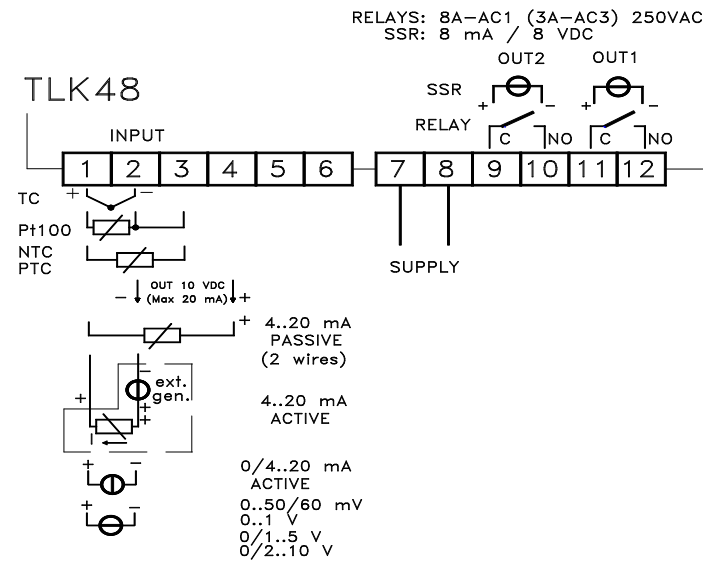 RELAYS: 8A-AC1 (3A-AC3) 250VAC
SSR: 8 mA / 8 VDC
OUT2 OUT1
TLK48
SSR
+ - + -
RELAY
INPUT
C NO C NO
1 2 3 4 5 6 7 8 9 10 11 12
TC + -
Pt100
NTC
PTC
SUPPLY
OUT 10 VDC
- (Max 20 mA) +
+
4..20 mA
PASSIVE
(2 wires)
-
ext.
gen.
+
+
+
4..20 mA
ACTIVE
I
+ -
0/4..20 mA
ACTIVE
+ -
0..50/60 mV
0..1 V
0/1..5 V
0/2..10 V